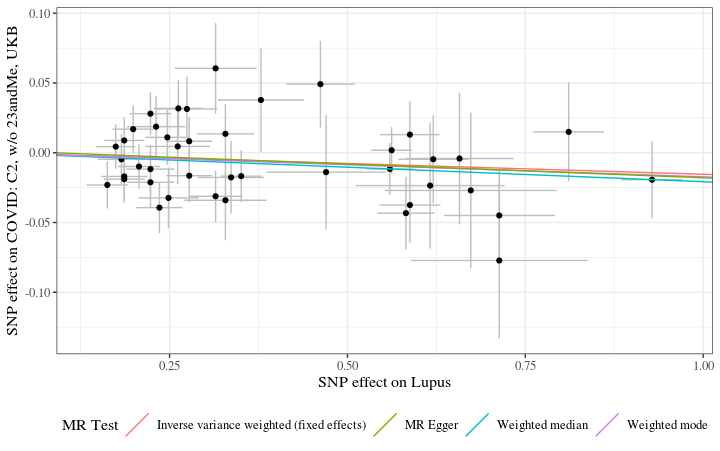 SNP effect on COVID: C2, w/o 23andMe, UKB
0.10
0.05
0.00
-0.05
-0.10
0.25
0.50
0.75
1.00
SNP effect on Lupus
MR Test
Inverse variance weighted (fixed effects)
MR Egger
Weighted median
Weighted mode